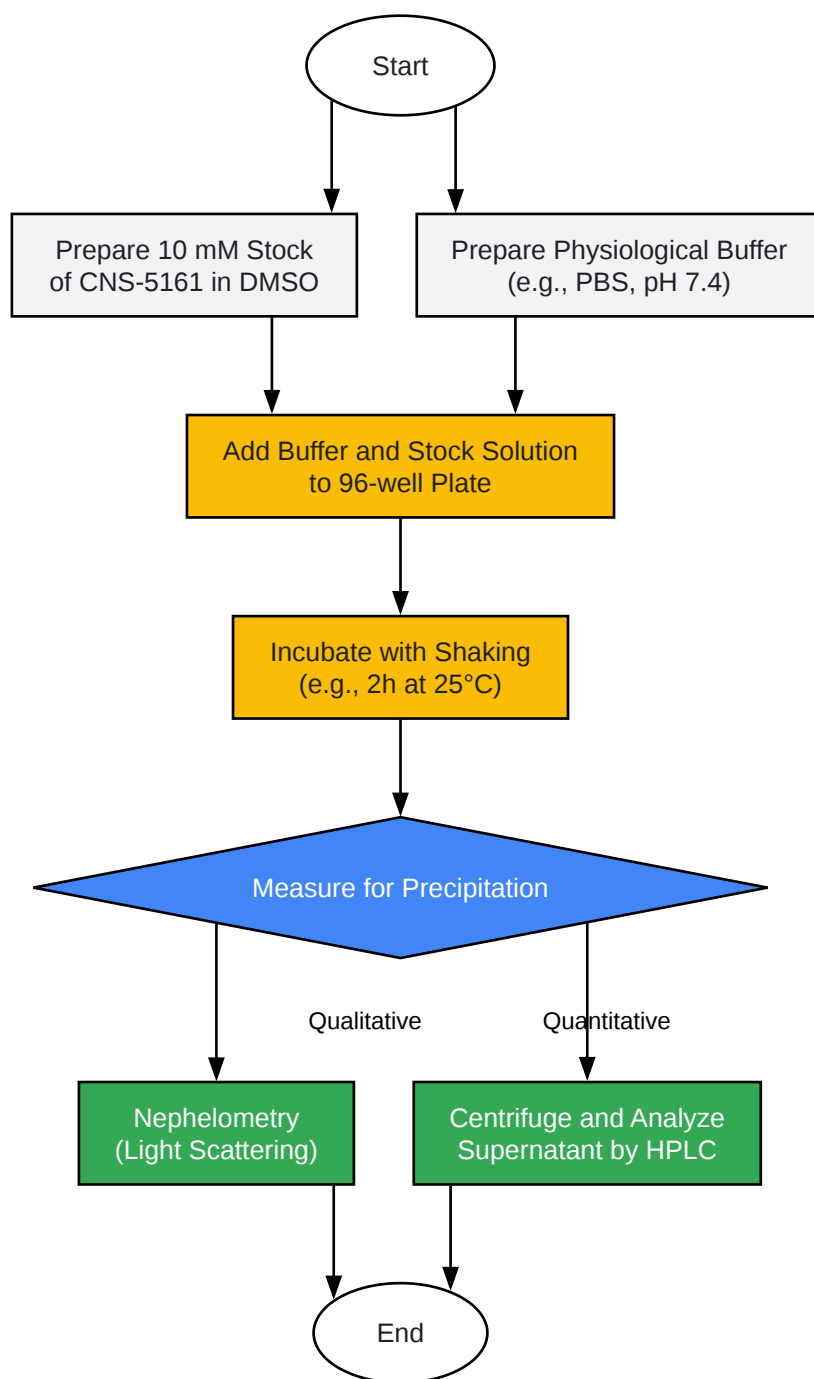 Start
Prepare 10 mM Stock
of CNS-5161 in DMSO
Prepare Physiological Buffer
(e.g., PBS, pH 7.4)
Add Buffer and Stock Solution
to 96-well Plate
Incubate with Shaking
(e.g., 2h at 25°C)
Measure for Precipitation
Qualitative
Quantitative
Nephelometry
(Light Scattering)
Centrifuge and Analyze
Supernatant by HPLC
End